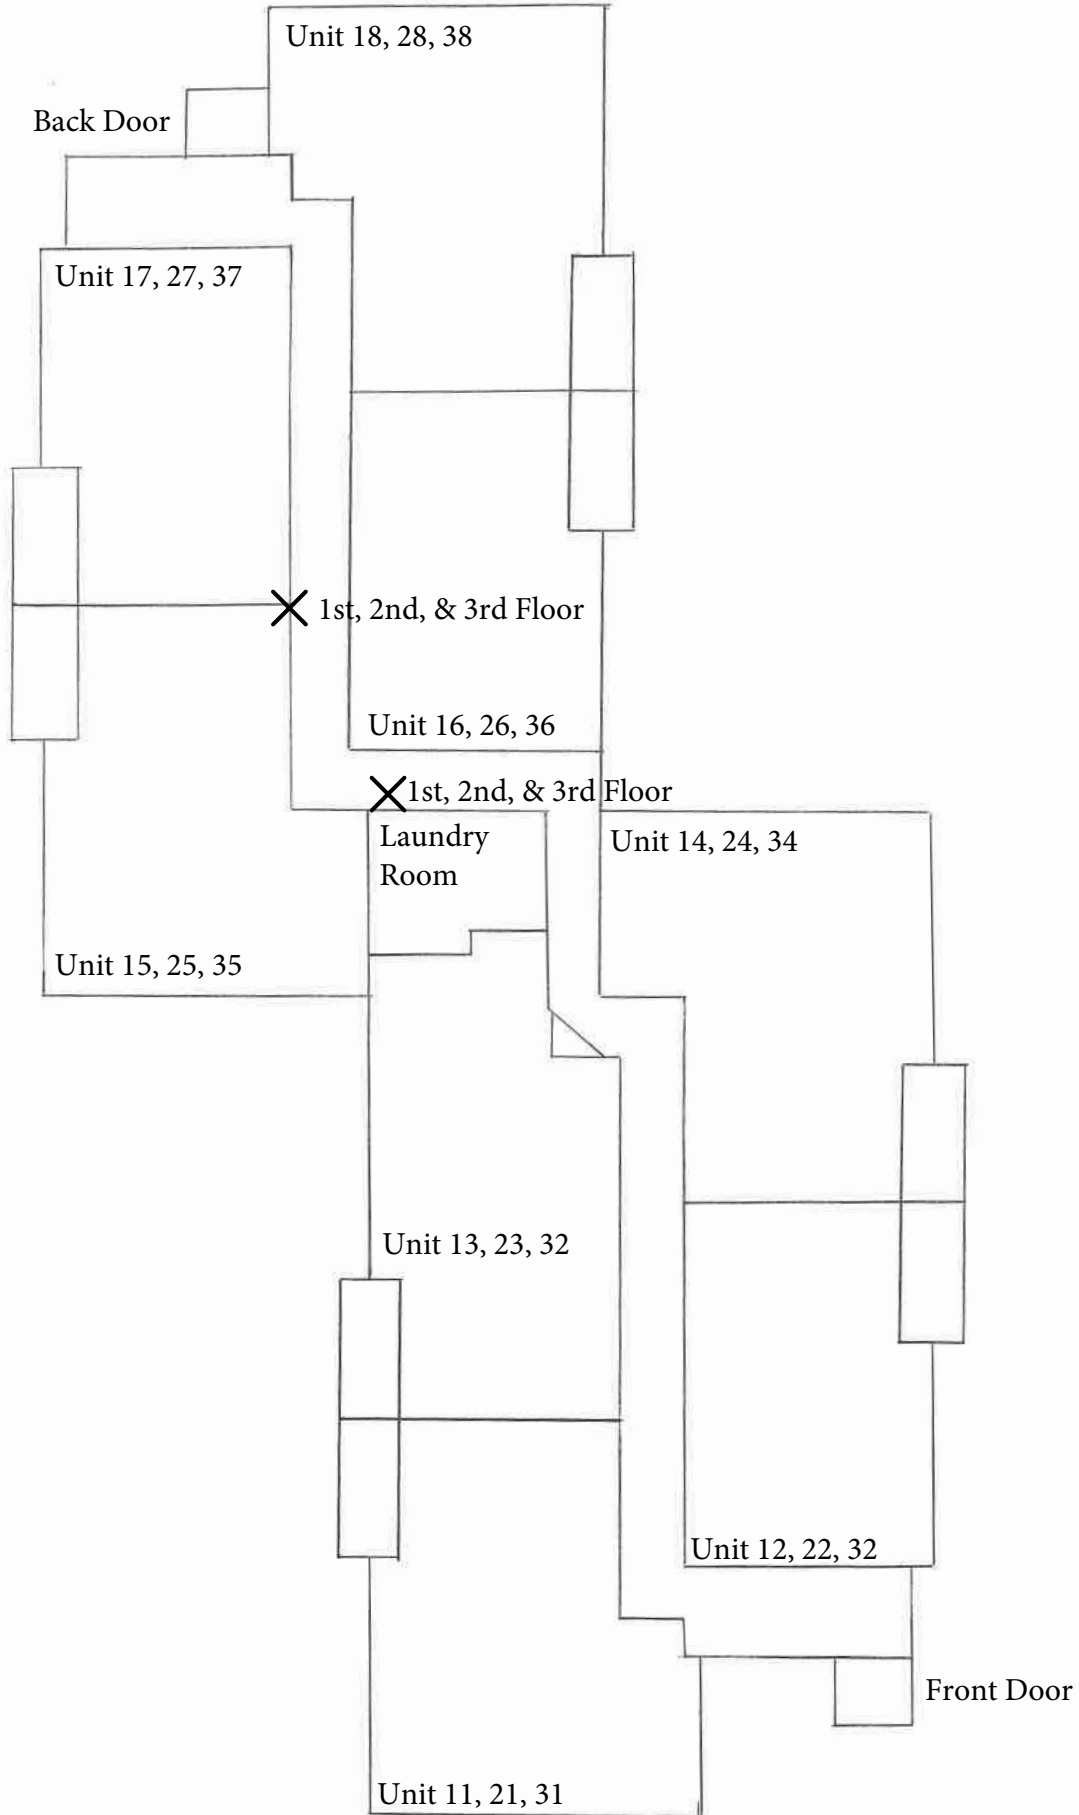 Unit 18, 28, 38
Back Door
Unit 17, 27, 37
1st, 2nd, & 3rd Floor
Unit 16, 26, 36
1st, 2nd, & 3rd Floor
Laundry
Room
Unit 14, 24, 34
Unit 15, 25, 35
Unit 13, 23, 32
Unit 12, 22, 32
Front Door
Unit 11, 21, 31